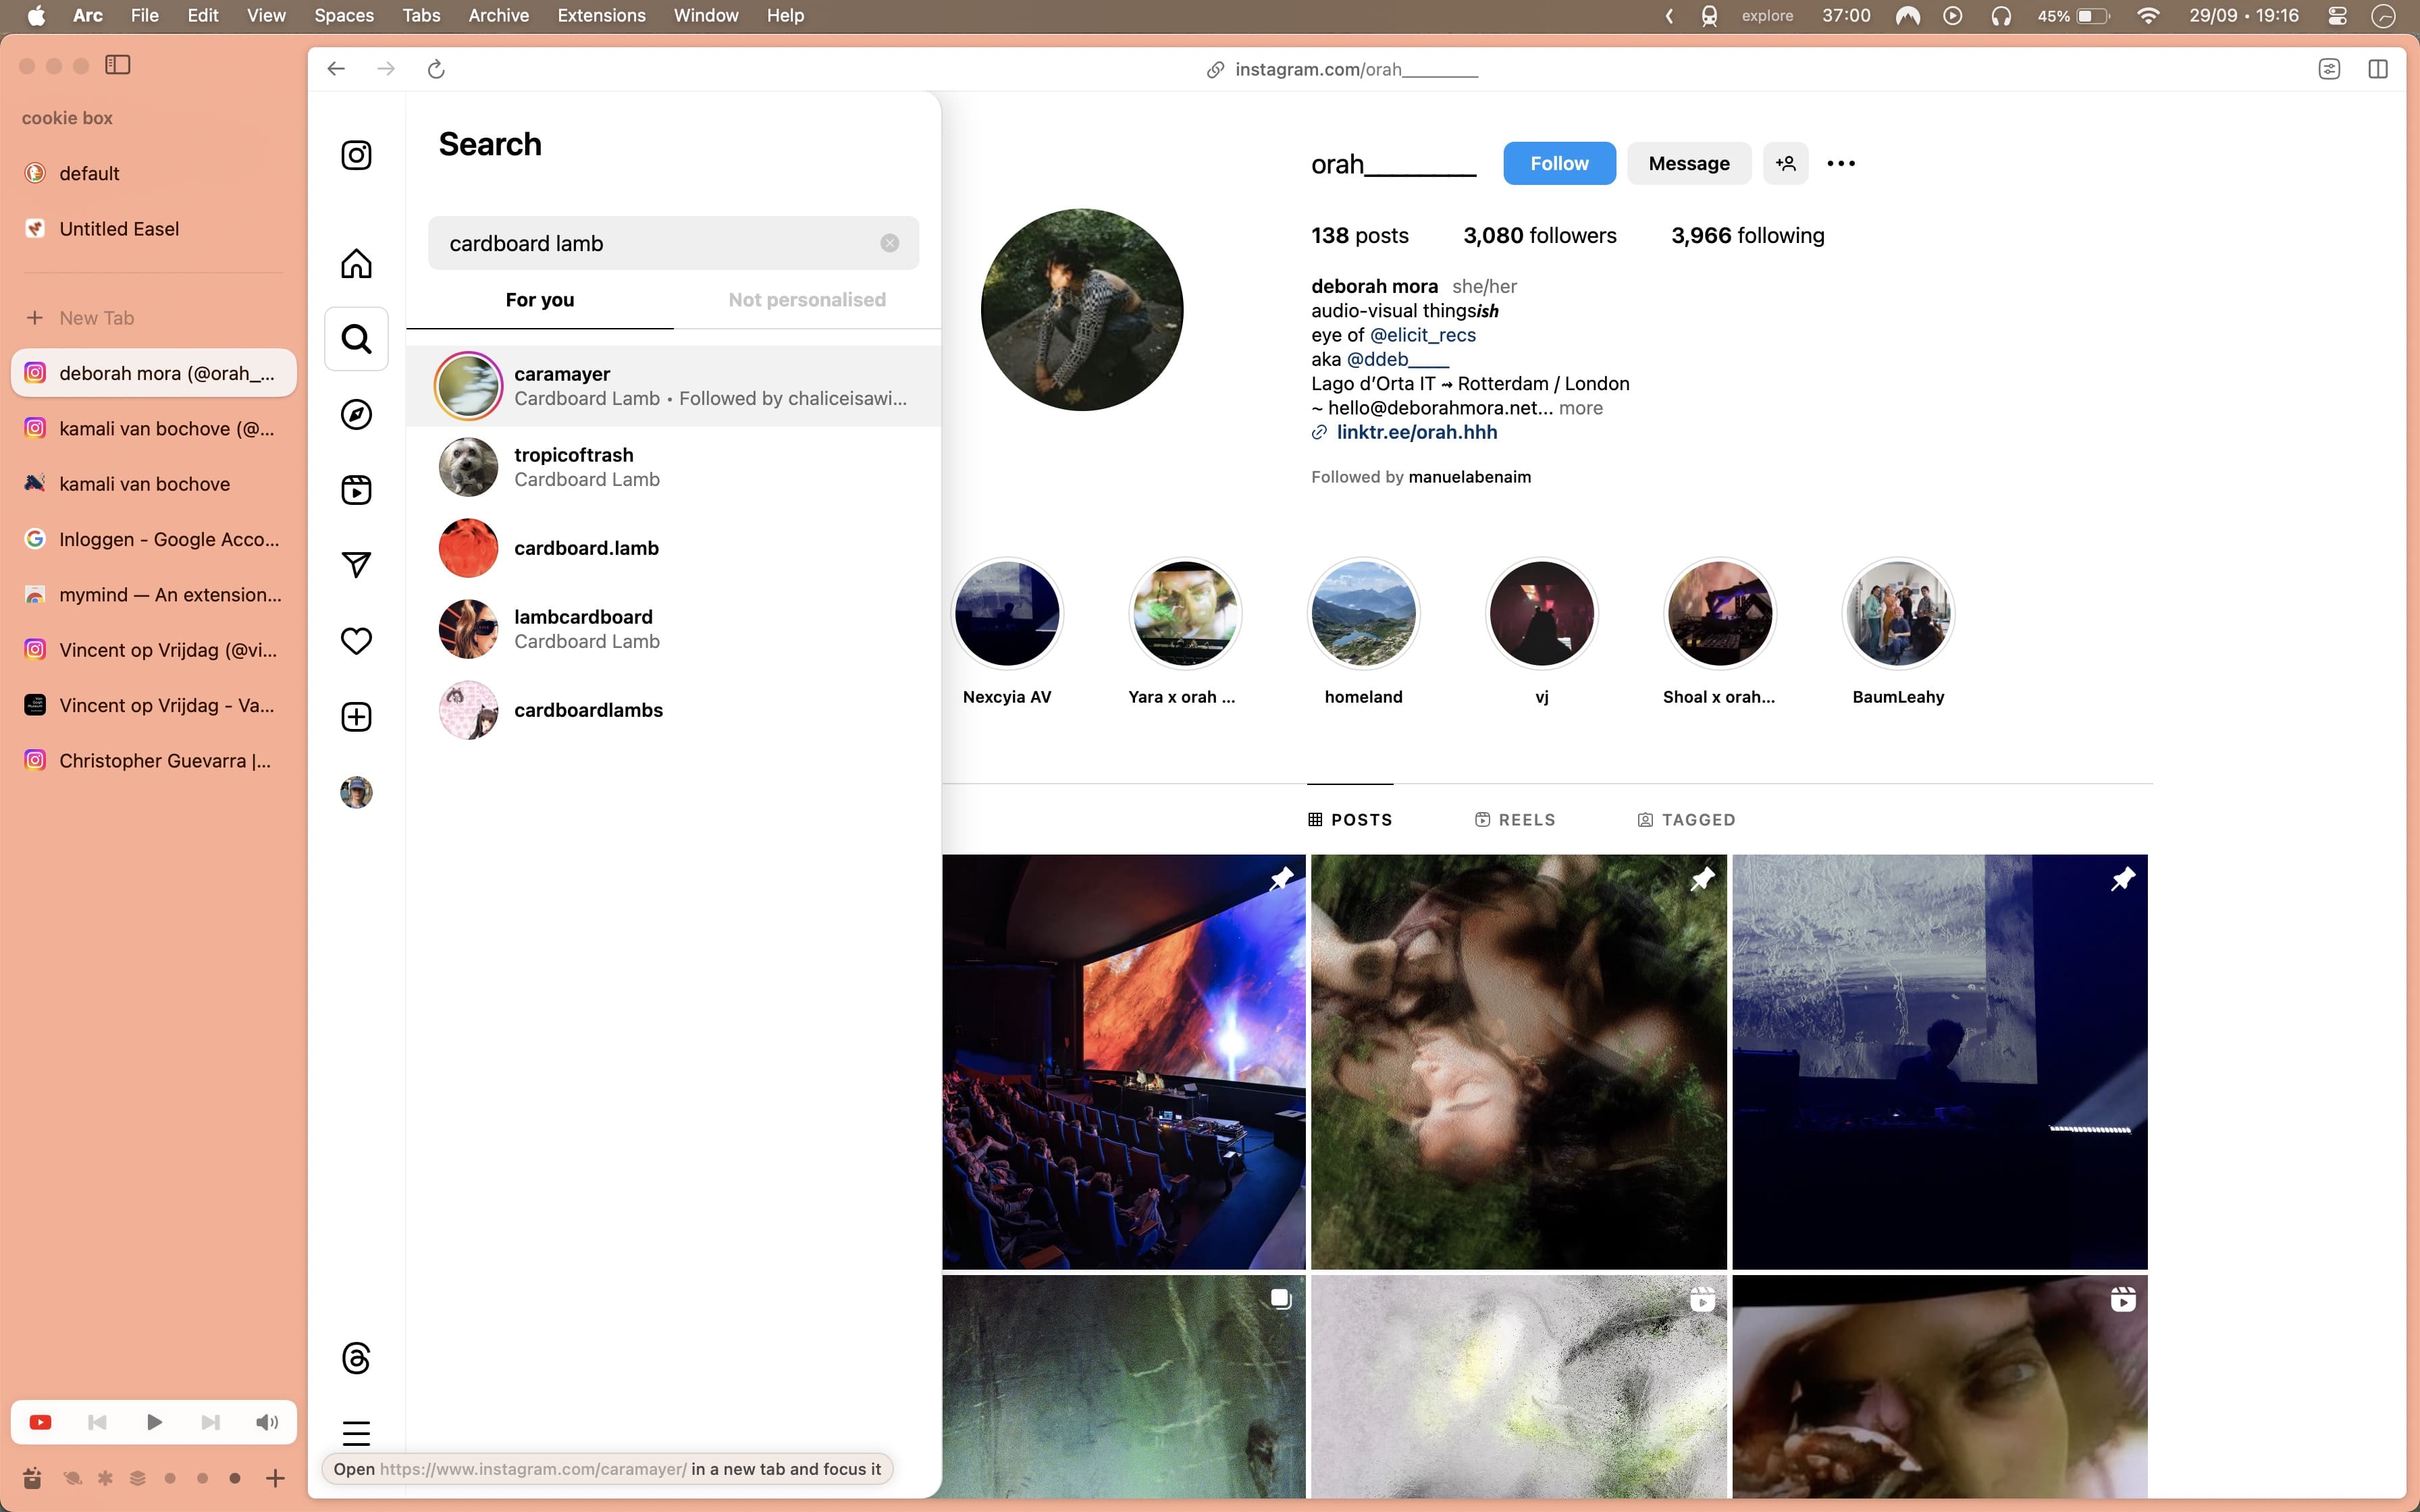 Arc File Edit View Spaces Tabs Archive Extensions Window Help
explore 37:00 45% 29/09 • 19:16
instagram.com/orah________
cookie box
default
Untitled Easel
New Tab
deborah mora (@orah_...
kamali van bochove (@...
kamali van bochove
Inloggen - Google Acco...
mymind — An extension...
Vincent op Vrijdag (@vi...
Vincent op Vrijdag - Va...
Christopher Guevarra |...
Search
cardboard lamb
For you Not personalised
caramayer
Cardboard Lamb • Followed by chaliceisawi...
tropicoftrash
Cardboard Lamb
cardboard.lamb
lambcardboard
Cardboard Lamb
cardboardlambs
Open https://www.instagram.com/caramayer/ in a new tab and focus it
orah________ Follow Message
138 posts 3,080 followers 3,966 following
deborah mora she/her
audio-visual thingsish
eye of @elicit_recs
aka @ddeb____
Lago d'Orta IT ⇝ Rotterdam / London
~ hello@deborahmora.net... more
linktr.ee/orah.hhh
Followed by manuelabenaim
Nexcyia AV Yara x orah ... homeland vj Shoal x orah... BaumLeahy
POSTS REELS TAGGED